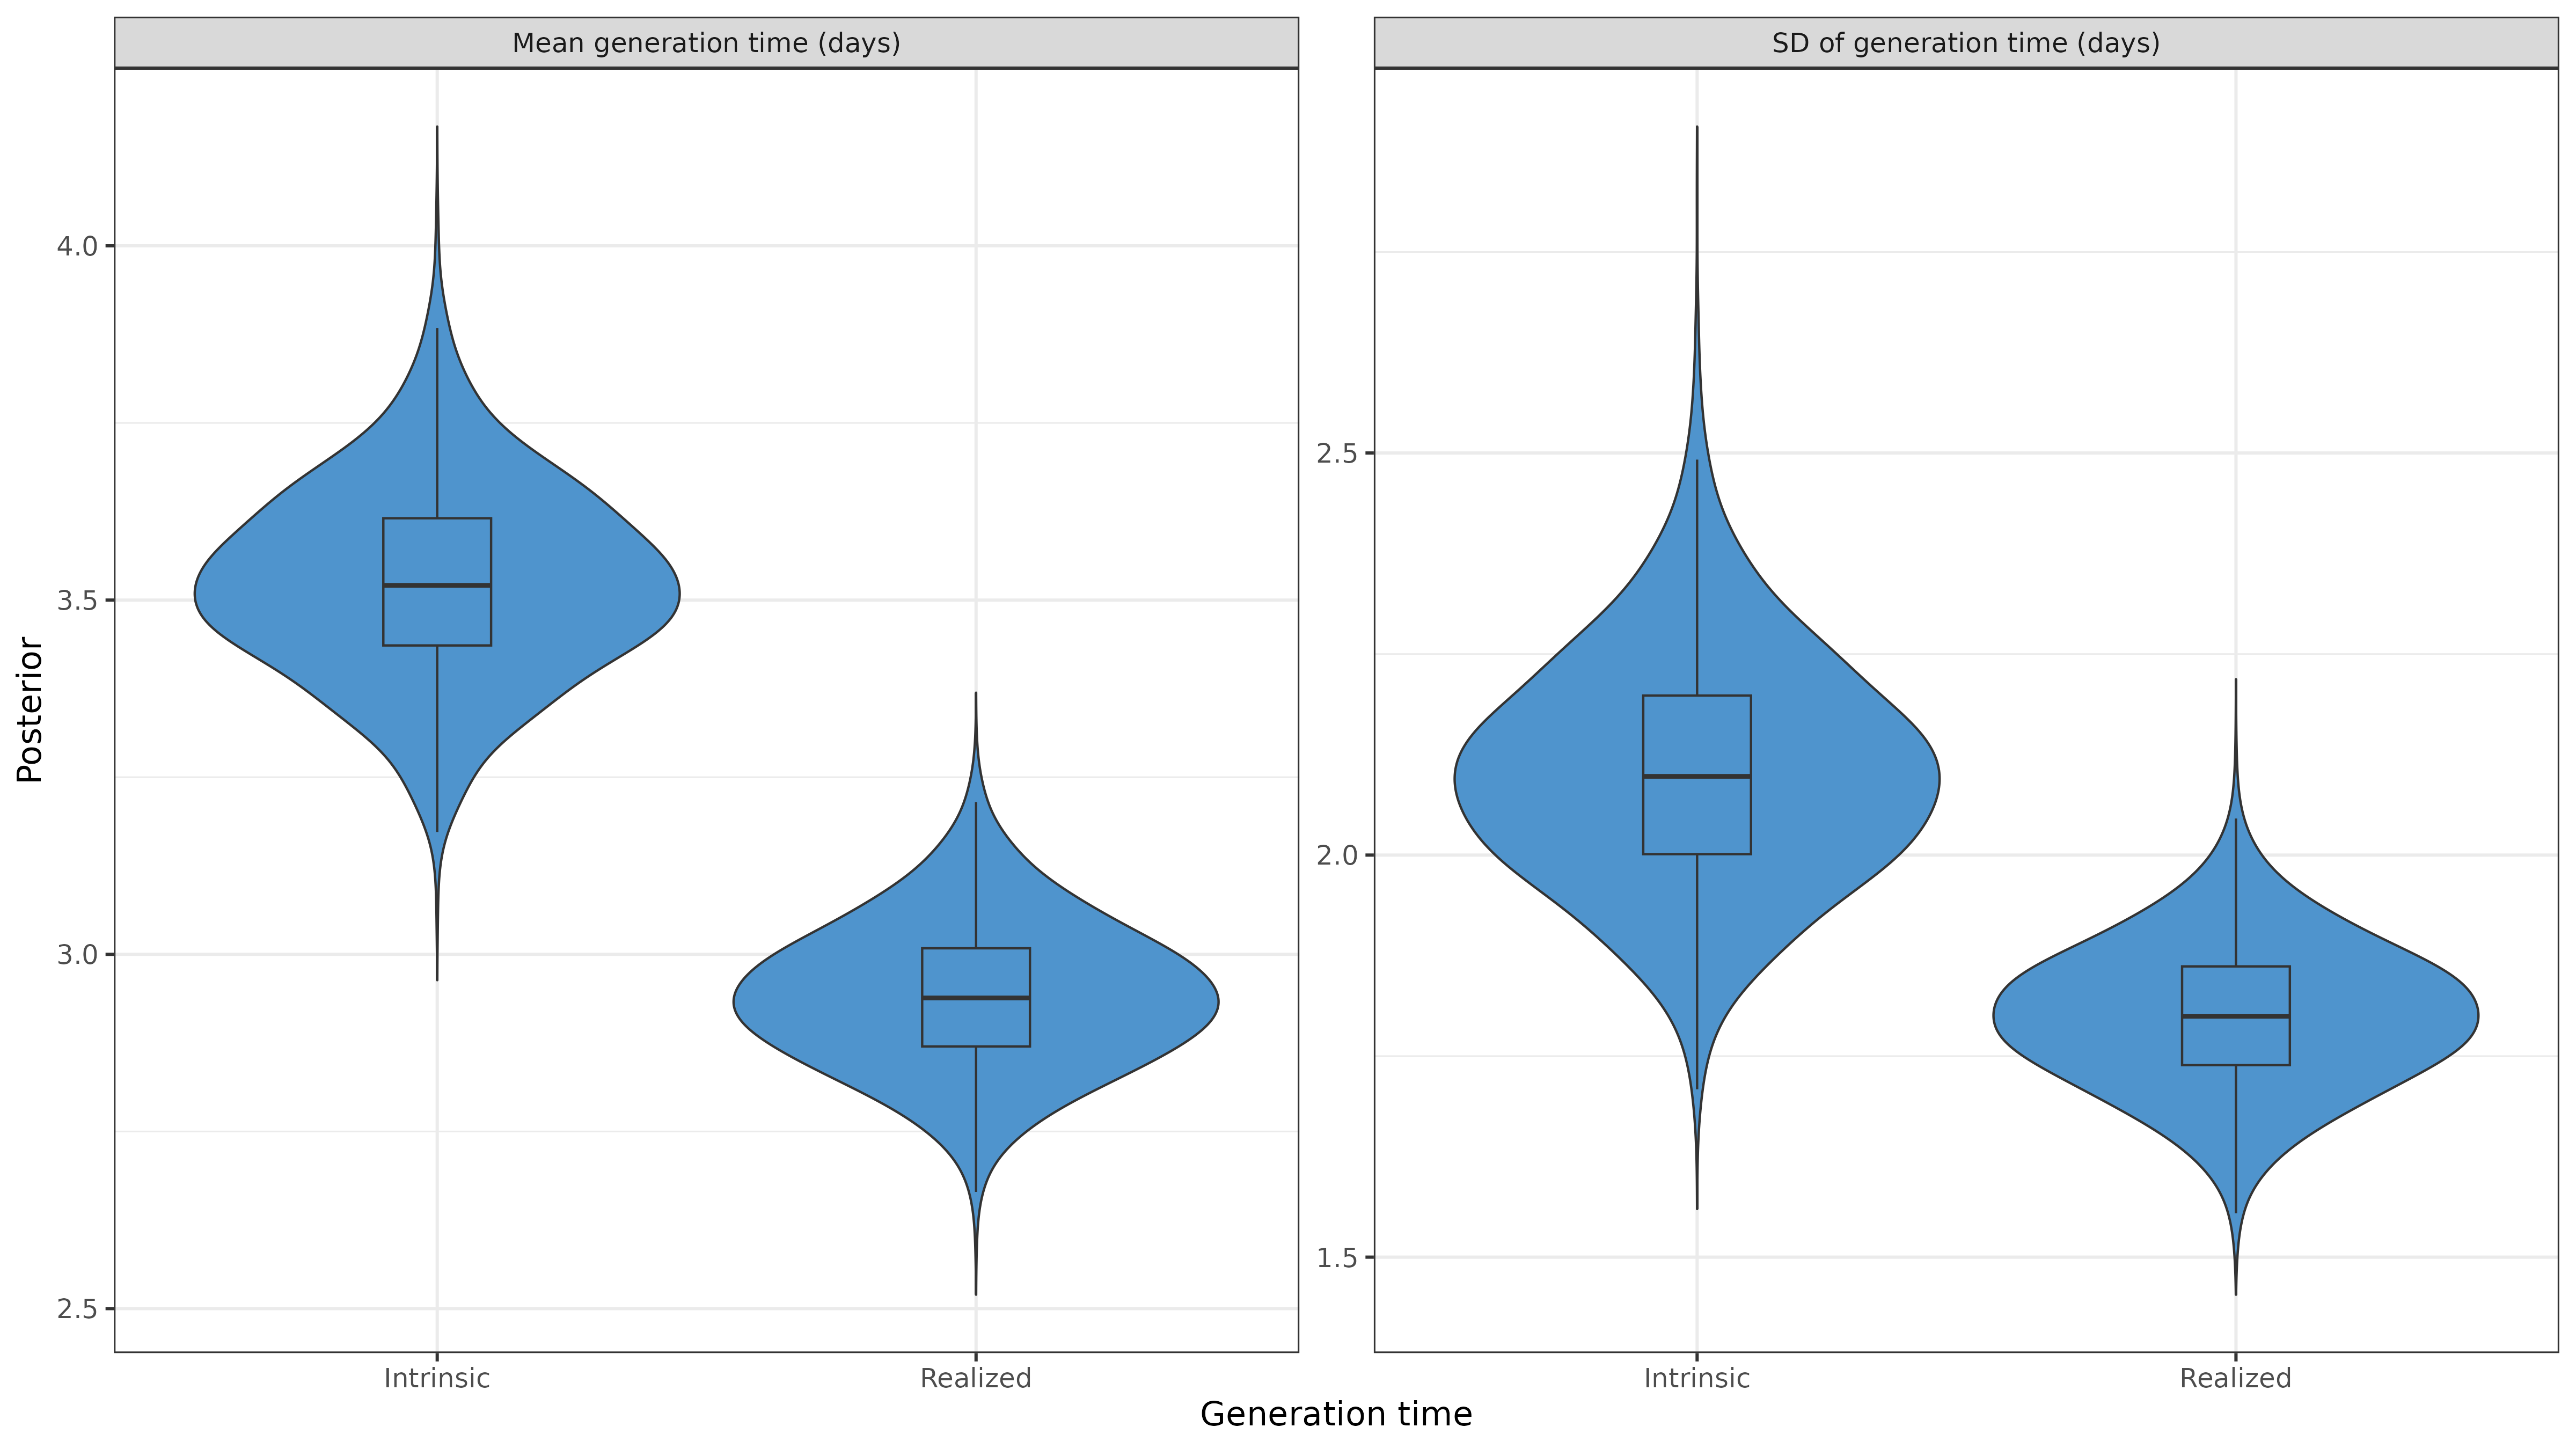 Mean generation time (days)
SD of generation time (days)
Posterior
4.0
3.5
3.0
2.5
2.5
2.0
1.5
Intrinsic
Realized
Intrinsic
Realized
Generation time